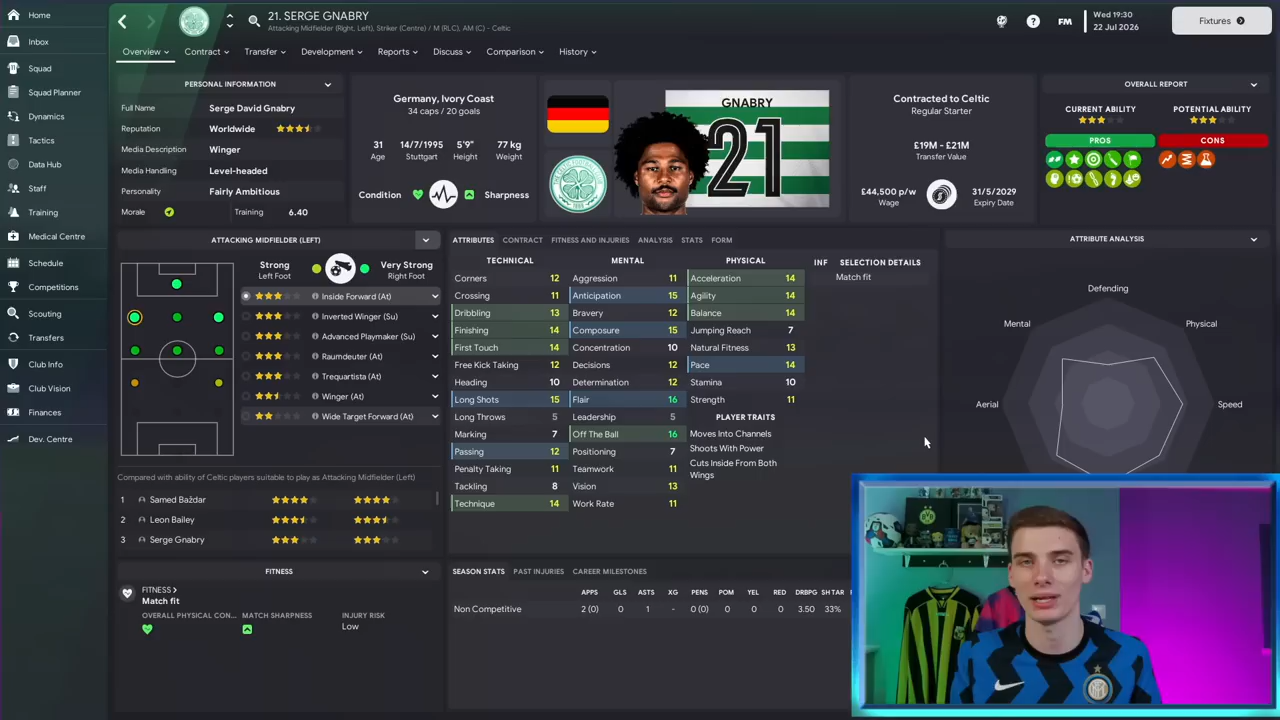 Home
Inbox
Squad
Squad Planner
Dynamics
Tactics
Data Hub
Staff
Training
Medical Centre
Schedule
Competitions
Scouting
Transfers
Club Info
Club Vision
Finances
Dev. Centre
21. SERGE GNABRY
Attacking Midfielder (Right, Left), Striker (Centre) / M (RLC), AM (C) - Celtic
FM
Wed 19:30
22 Jul 2026
Fixtures
Overview
Contract
Transfer
Development
Reports
Discuss
Comparison
History
PERSONAL INFORMATION
Full Name Serge David Gnabry
Reputation Worldwide
Media Description Winger
Media Handling Level-headed
Personality Fairly Ambitious
Morale Training 6.40
Germany, Ivory Coast
34 caps / 20 goals
31 14/7/1995 5'9" 77 kg
Age Stuttgart Height Weight
Condition Sharpness
GNABRY
21
Contracted to Celtic
Regular Starter
£19M - £21M
Transfer Value
£44,500 p/w 31/5/2029
Wage Expiry Date
OVERALL REPORT
CURRENT ABILITY POTENTIAL ABILITY
PROS CONS
ATTACKING MIDFIELDER (LEFT)
Strong Very Strong
Left Foot Right Foot
Inside Forward (At)
Inverted Winger (Su)
Advanced Playmaker (Su)
Raumdeuter (At)
Trequartista (At)
Winger (At)
Wide Target Forward (At)
Compared with ability of Celtic players suitable to play as Attacking Midfielder (Left)
1 Samed Baždar
2 Leon Bailey
3 Serge Gnabry
FITNESS
FITNESS >
Match fit
OVERALL PHYSICAL CON... MATCH SHARPNESS INJURY RISK
Low
ATTRIBUTES CONTRACT FITNESS AND INJURIES ANALYSIS STATS FORM
TECHNICAL
Corners 12
Crossing 11
Dribbling 13
Finishing 14
First Touch 14
Free Kick Taking 12
Heading 10
Long Shots 15
Long Throws 5
Marking 7
Passing 12
Penalty Taking 11
Tackling 8
Technique 14
MENTAL
Aggression 11
Anticipation 15
Bravery 12
Composure 15
Concentration 10
Decisions 12
Determination 12
Flair 16
Leadership 5
Off The Ball 16
Positioning 7
Teamwork 11
Vision 13
Work Rate 11
PHYSICAL
Acceleration 14
Agility 14
Balance 14
Jumping Reach 7
Natural Fitness 13
Pace 14
Stamina 10
Strength 11
PLAYER TRAITS
Moves Into Channels
Shoots With Power
Cuts Inside From Both
Wings
INF SELECTION DETAILS
Match fit
ATTRIBUTE ANALYSIS
Defending
Mental Physical
Aerial Speed
SEASON STATS PAST INJURIES CAREER MILESTONES
APPS GLS ASTS XG PENS POM YEL RED DRBPG SH TAR
Non Competitive 2 (0) 0 1 - 0 (0) 0 0 0 3.50 33%